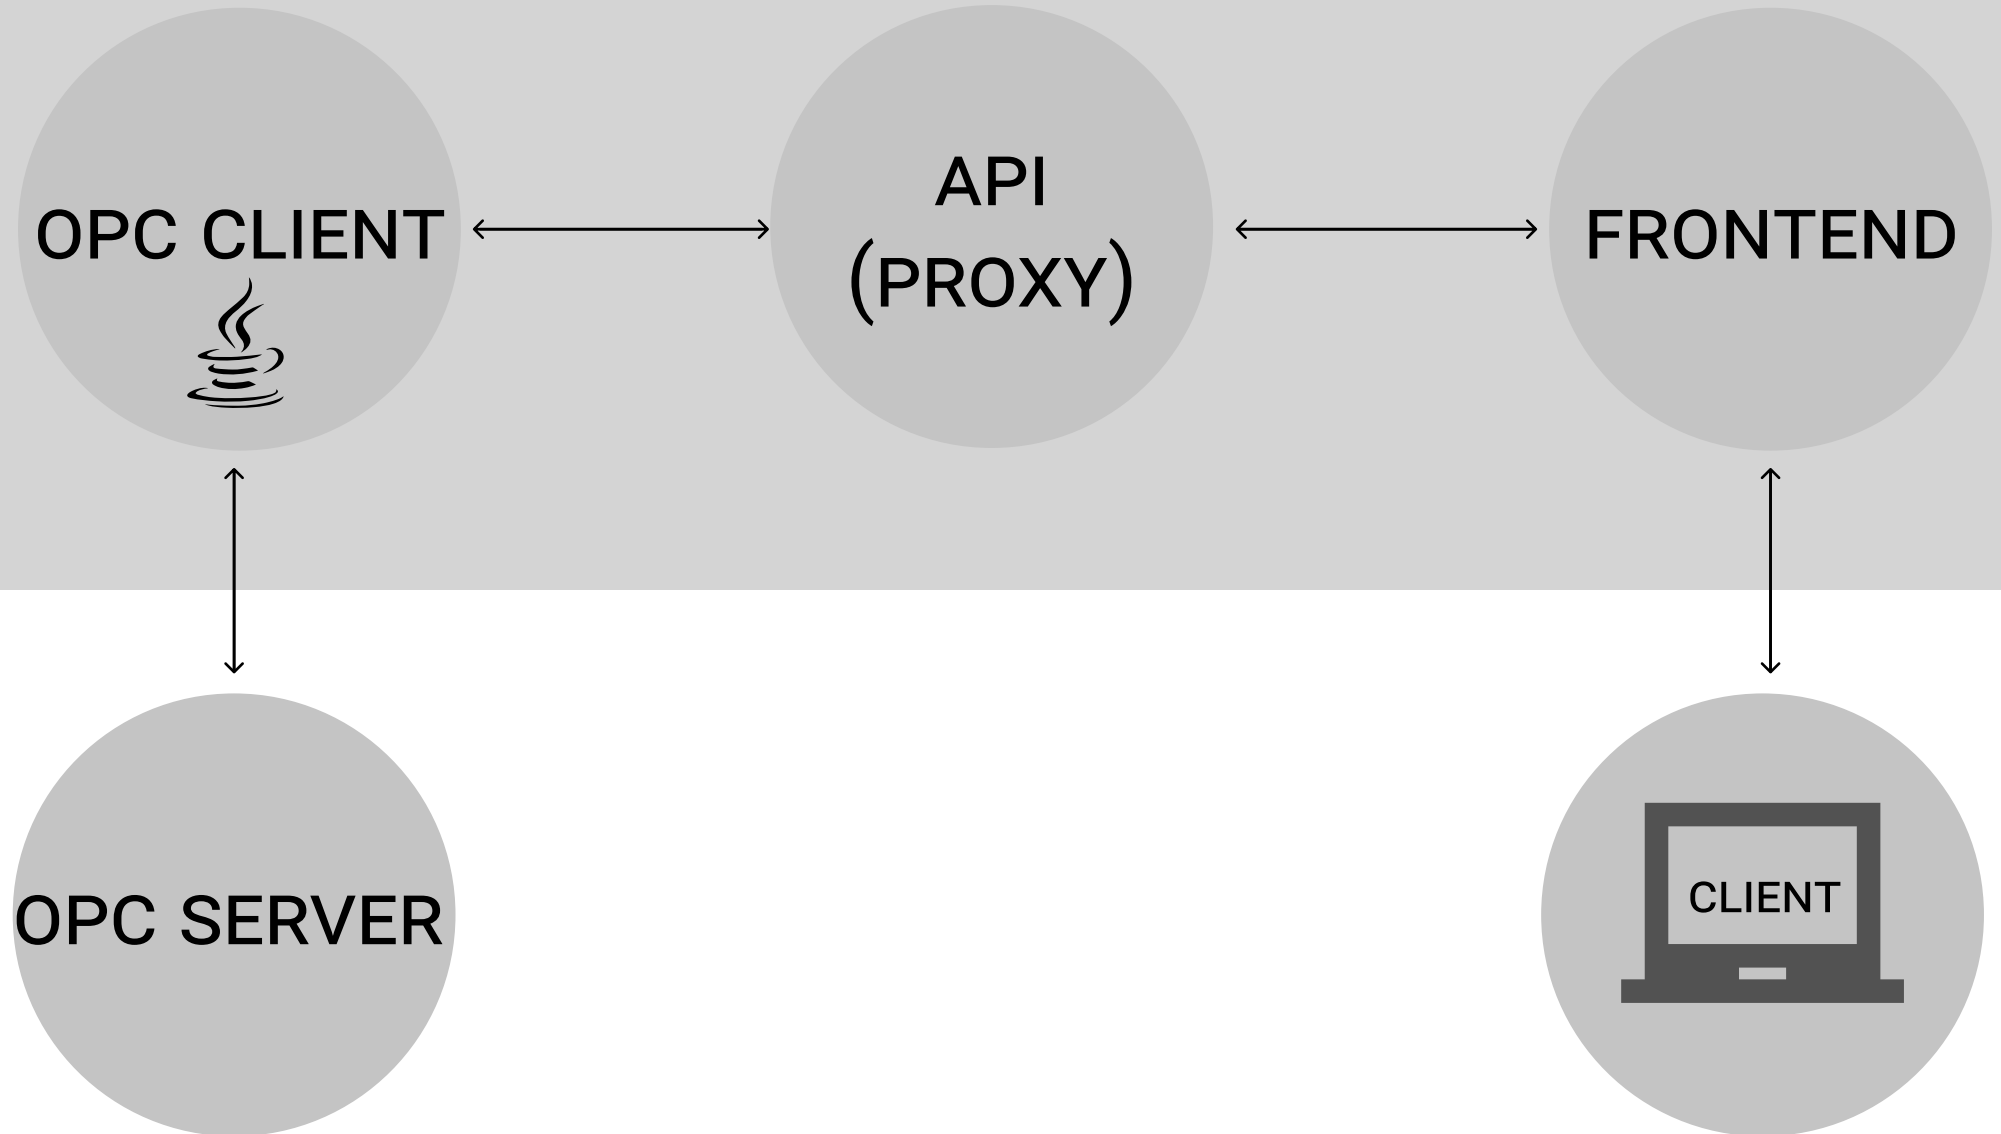 OPC CLIENT
API
(PROXY)
FRONTEND
OPC SERVER
CLIENT